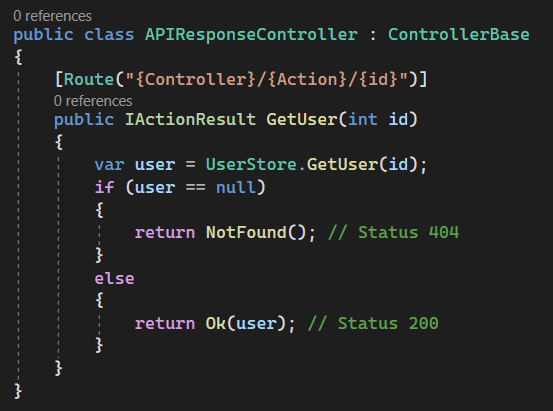 0 references
public class APIResponseController : ControllerBase
{
    [Route("{Controller}/{Action}/{id}")]
    0 references
    public IActionResult GetUser(int id)
    {
        var user = UserStore.GetUser(id);
        if (user == null)
        {
            return NotFound(); // Status 404
        }
        else
        {
            return Ok(user); // Status 200
        }
    }
}